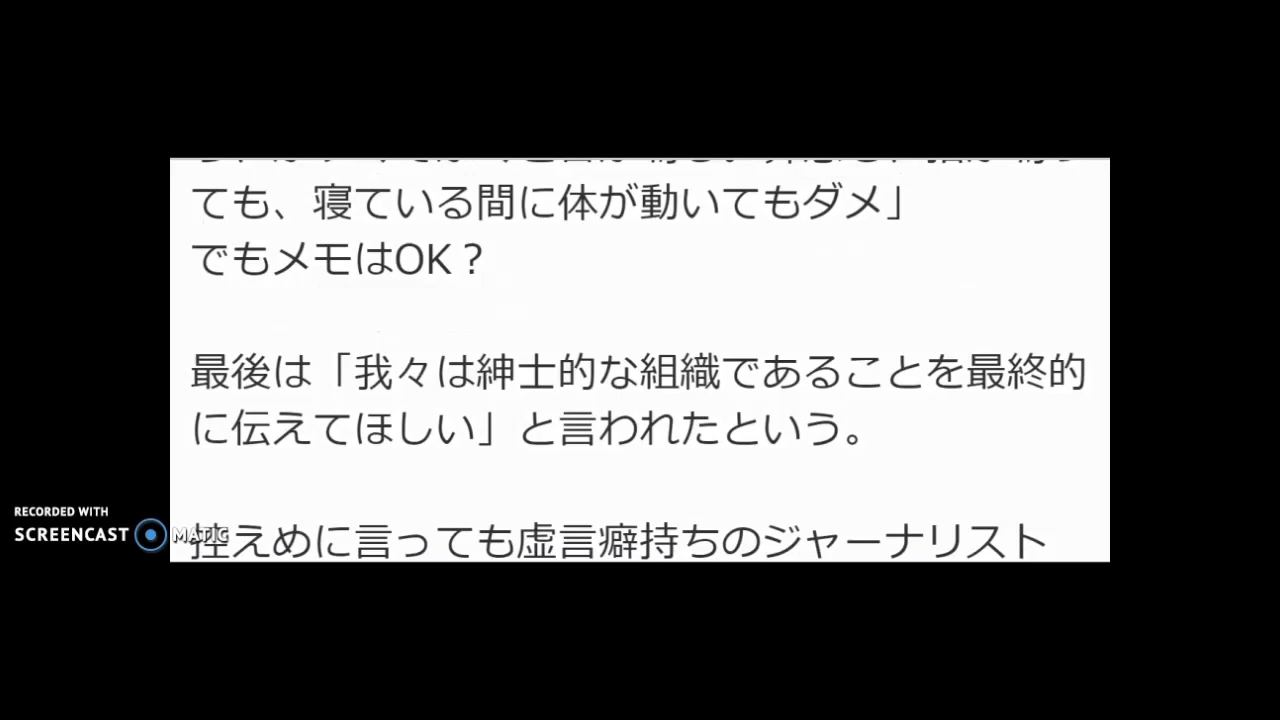 ても、寝ている間に体が動いてもダメ」
でもメモはOK？
最後は「我々は紳士的な組織であることを最終的
に伝えてほしい」と言われたという。
控えめに言っても虚言癖持ちのジャーナリスト
RECORDED WITH
SCREENCAST MATIC